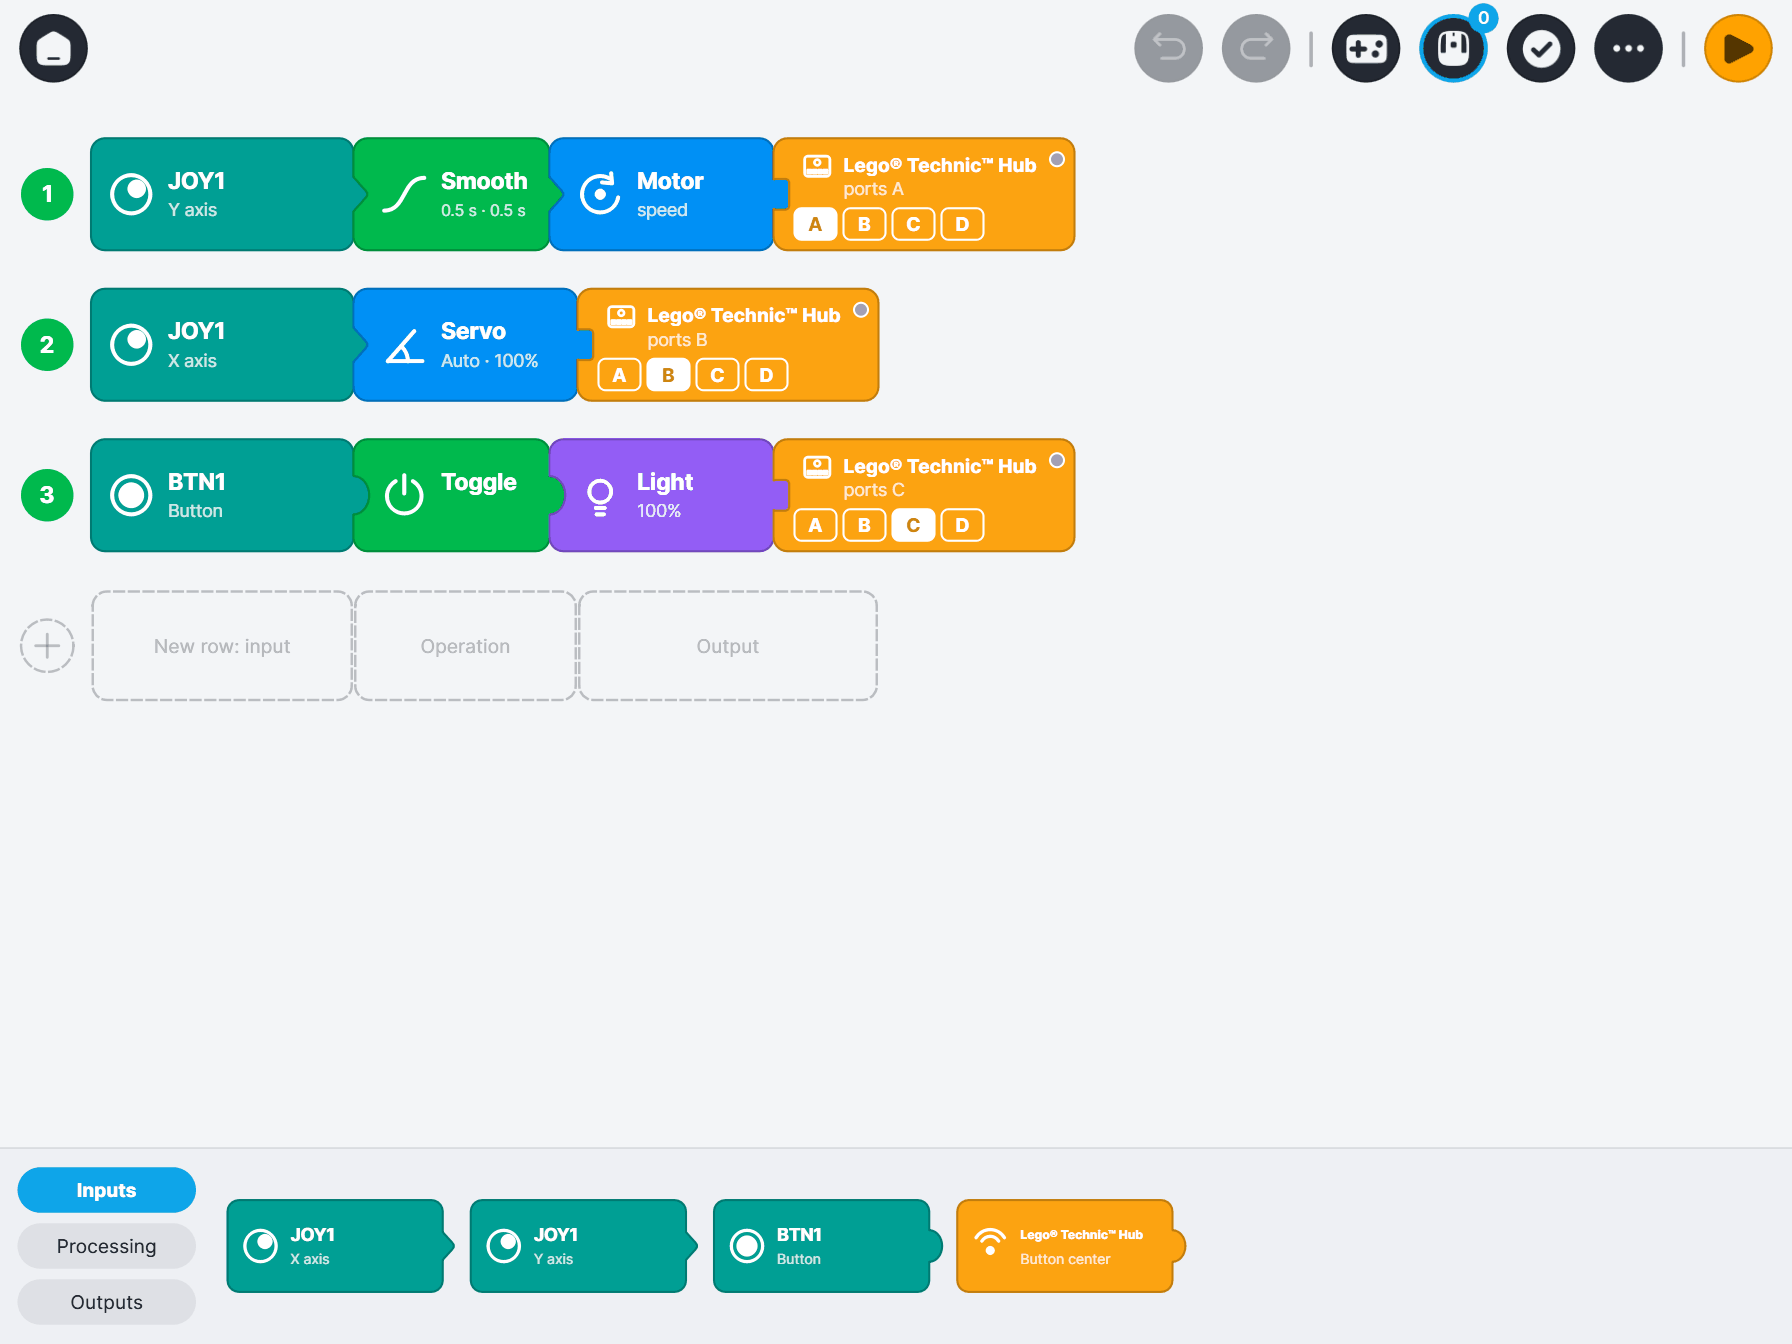 0
1
JOY1
Y axis
Smooth
0.5 s · 0.5 s
Motor
speed
Lego® Technic™ Hub
ports A
A B C D
2
JOY1
X axis
Servo
Auto · 100%
Lego® Technic™ Hub
ports B
A B C D
3
BTN1
Button
Toggle
Light
100%
Lego® Technic™ Hub
ports C
A B C D
New row: input
Operation
Output
Inputs
Processing
Outputs
JOY1
X axis
JOY1
Y axis
BTN1
Button
Lego® Technic™ Hub
Button center